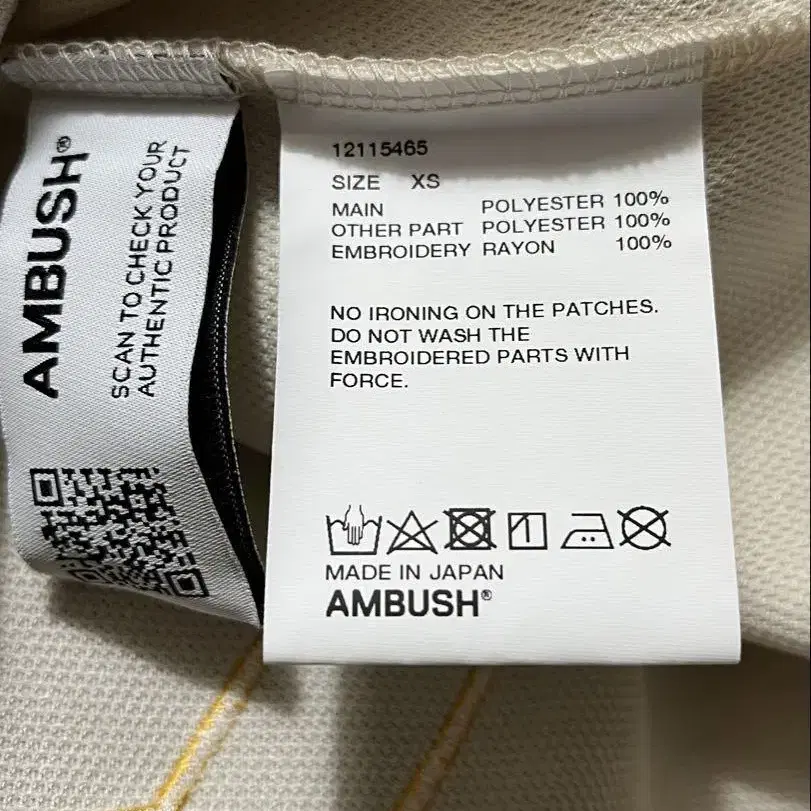 AMBUSH®
SCAN TO CHECK YOUR
AUTHENTIC PRODUCT
12115465
SIZE XS
MAIN POLYESTER 100%
OTHER PART POLYESTER 100%
EMBROIDERY RAYON 100%
NO IRONING ON THE PATCHES.
DO NOT WASH THE
EMBROIDERED PARTS WITH
FORCE.
MADE IN JAPAN
AMBUSH®